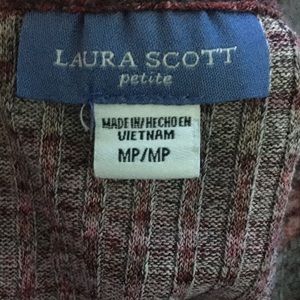 LAURA SCOTT
petite
MADE IN/HECHO EN
VIETNAM
MP/MP